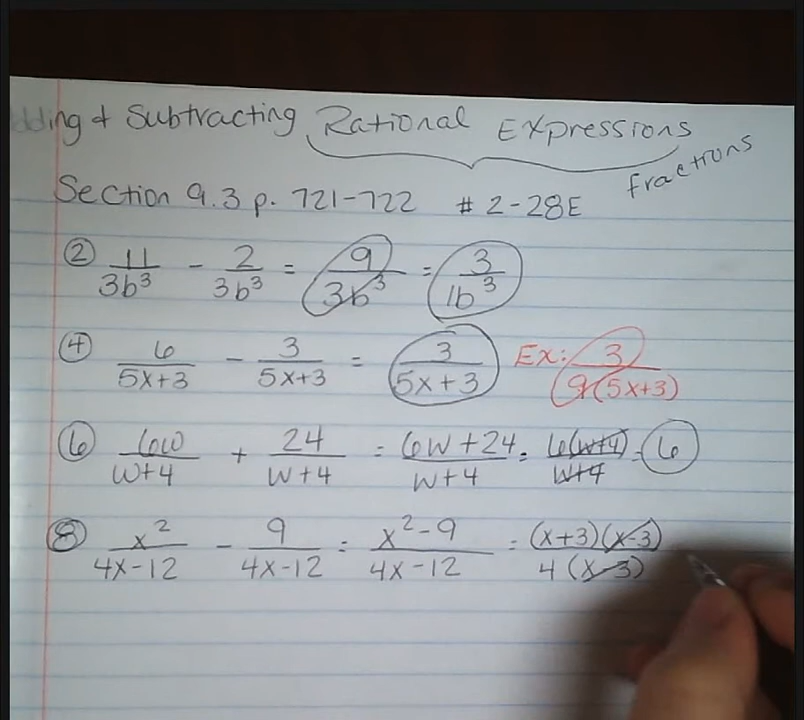 dding + Subtracting Rational Expressions
fractions
Section 9.3 p. 721-722 # 2-28E
② 11/3b³ - 2/3b³ = 9/3b³ = 3/1b³
④ 6/5x+3 - 3/5x+3 = 3/5x+3 Ex: 3/9(5x+3)
⑥ 6w/w+4 + 24/w+4 = 6w+24/w+4 = 6(w+4)/w+4 = 6
⑧ x²/4x-12 - 9/4x-12 = x²-9/4x-12 = (x+3)(x-3)/4(x-3)